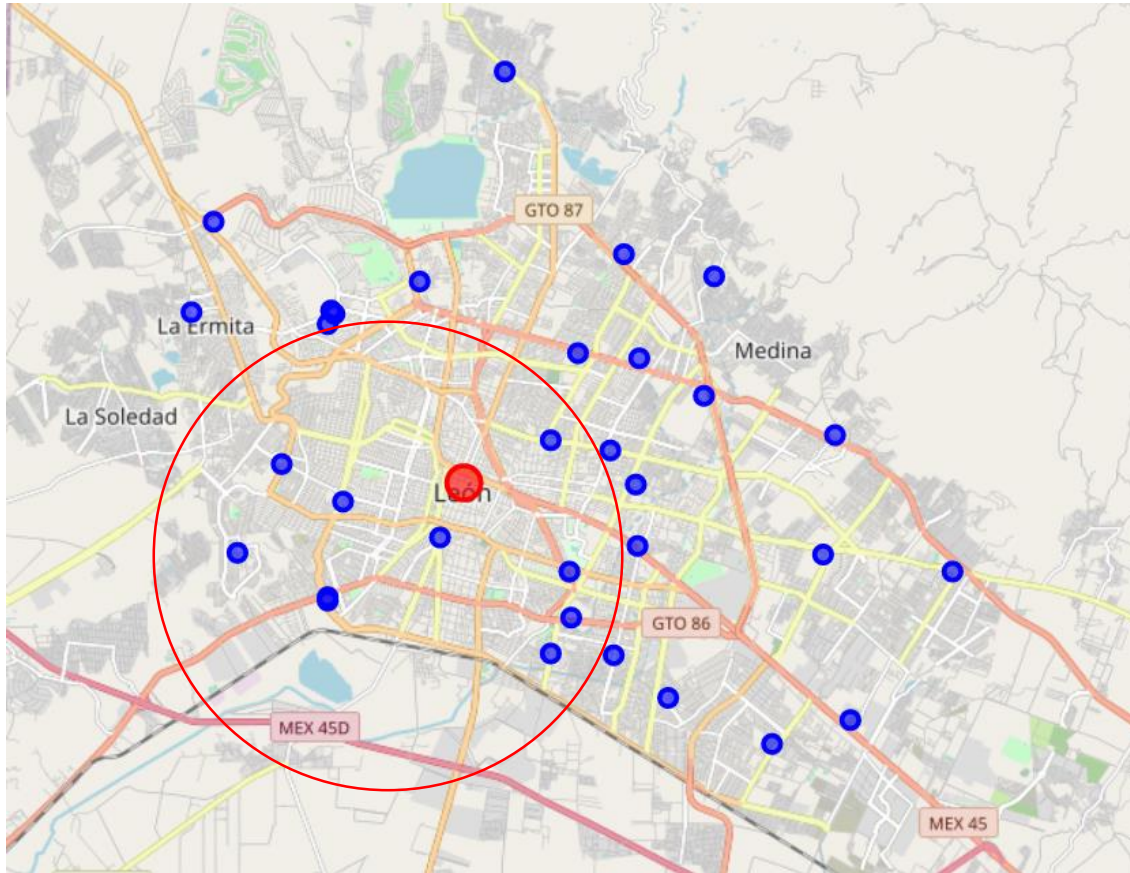 GTO 87
La Ermita
Medina
La Soledad
León
GTO 86
MEX 45D
MEX 45